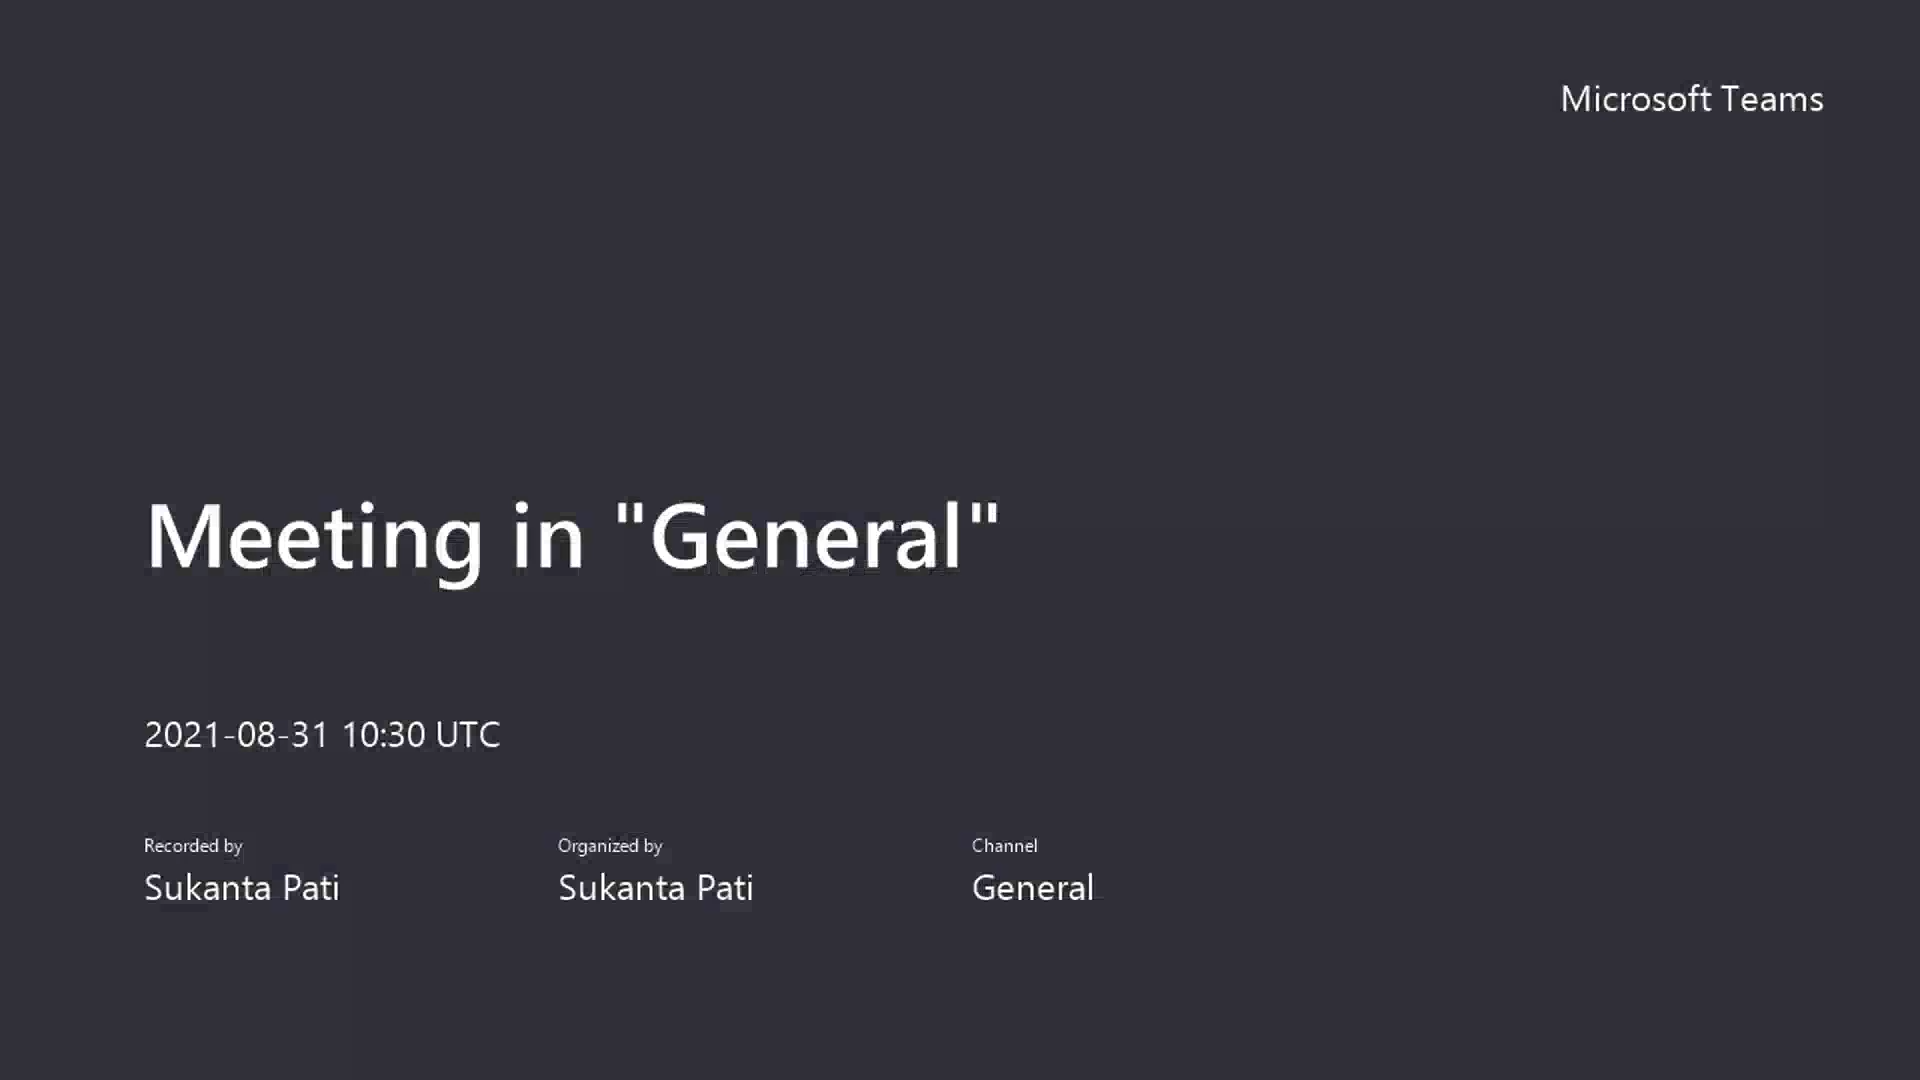 Microsoft Teams
Meeting in "General"
2021-08-31 10:30 UTC
Recorded by
Sukanta Pati
Organized by
Sukanta Pati
Channel
General